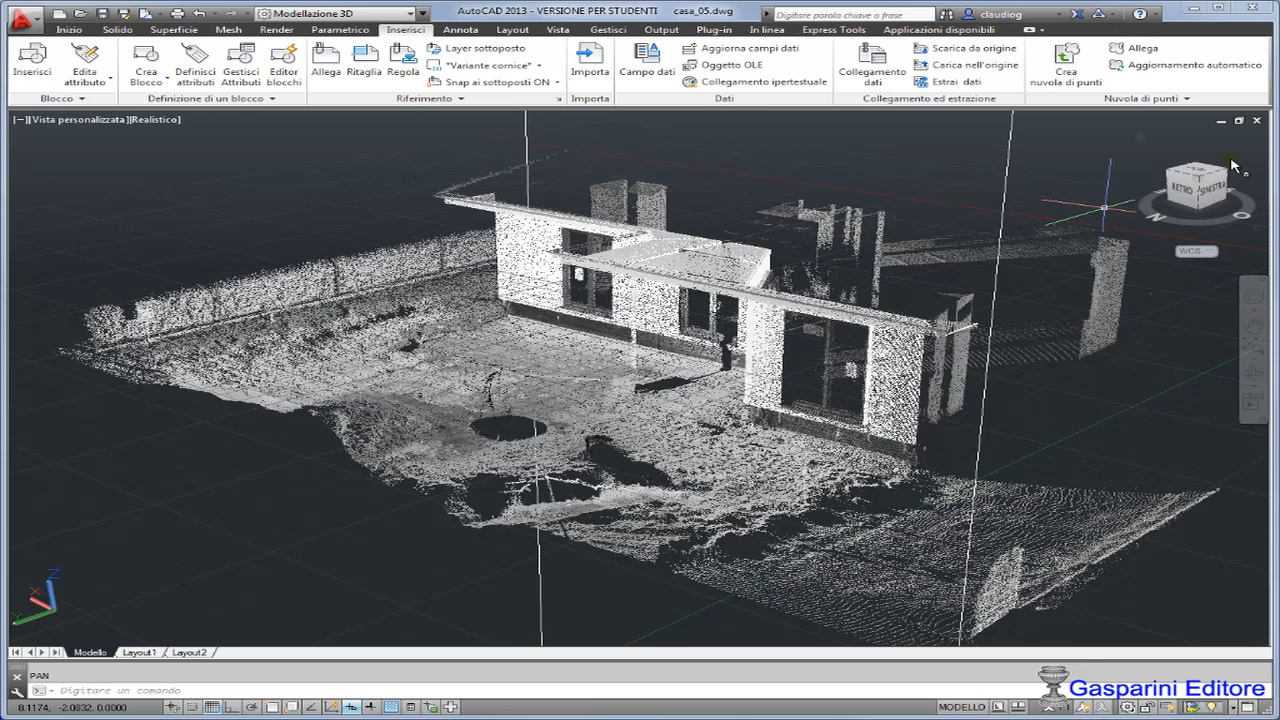 Modellazione 3D AutoCAD 2013 - VERSIONE PER STUDENTI casa_05.dwg Digitare parola chiave o frase claudiog
Inizio Solido Superficie Mesh Render Parametrico Inserisci Annota Layout Vista Gestisci Output Plug-in In linea Express Tools Applicazioni disponibili
Inserisci
Edita attributo
Blocco
Crea Blocco
Definisci attributi
Gestisci Attributi
Editor blocchi
Definizione di un blocco
Allega
Ritaglia
Regola
Layer sottoposto
*Variante cornice*
Snap ai sottoposti ON
Riferimento
Importa
Importa
Campo dati
Aggiorna campi dati
Oggetto OLE
Collegamento ipertestuale
Dati
Collegamento dati
Scarica da origine
Carica nell'origine
Estrai dati
Collegamento ed estrazione
Crea nuvola di punti
Allega
Aggiornamento automatico
Nuvola di punti
[−][Vista personalizzata][Realistico]
RETRO SINISTRA
N O
WCS
Z
X
Y
Modello Layout1 Layout2
PAN
Digitare un comando
Gasparini Editore
8.1174, -2.0832, 0.0000 MODELLO